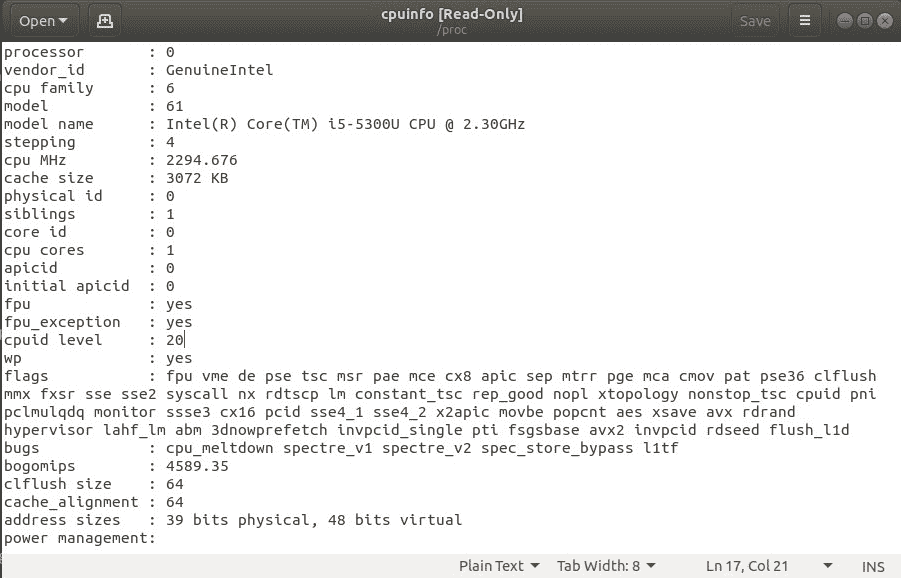 Open
cpuinfo [Read-Only]
/proc
Save
processor : 0
vendor_id : GenuineIntel
cpu family : 6
model : 61
model name : Intel(R) Core(TM) i5-5300U CPU @ 2.30GHz
stepping : 4
cpu MHz : 2294.676
cache size : 3072 KB
physical id : 0
siblings : 1
core id : 0
cpu cores : 1
apicid : 0
initial apicid : 0
fpu : yes
fpu_exception : yes
cpuid level : 20
wp : yes
flags : fpu vme de pse tsc msr pae mce cx8 apic sep mtrr pge mca cmov pat pse36 clflush
mmx fxsr sse sse2 syscall nx rdtscp lm constant_tsc rep_good nopl xtopology nonstop_tsc cpuid pni
pclmulqdq monitor ssse3 cx16 pcid sse4_1 sse4_2 x2apic movbe popcnt aes xsave avx rdrand
hypervisor lahf_lm abm 3dnowprefetch invpcid_single pti fsgsbase avx2 invpcid rdseed flush_l1d
bugs : cpu_meltdown spectre_v1 spectre_v2 spec_store_bypass l1tf
bogomips : 4589.35
clflush size : 64
cache_alignment : 64
address sizes : 39 bits physical, 48 bits virtual
power management:
Plain Text Tab Width: 8 Ln 17, Col 21 INS